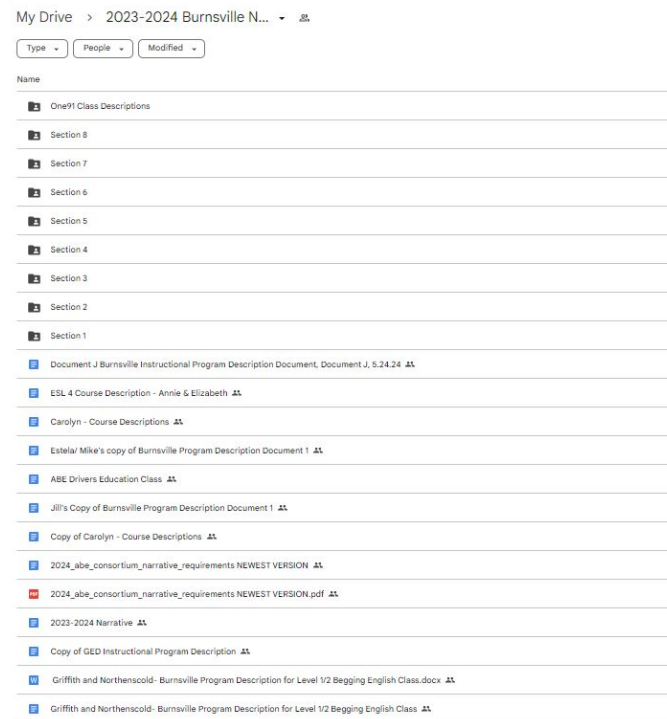 My Drive > 2023-2024 Burnsville N...
Type People Modified
Name
One91 Class Descriptions
Section 8
Section 7
Section 6
Section 5
Section 4
Section 3
Section 2
Section 1
Document J Burnsville Instructional Program Description Document, Document J, 5.24.24
ESL 4 Course Description - Annie & Elizabeth
Carolyn - Course Descriptions
Estela/ Mike's copy of Burnsville Program Description Document 1
ABE Drivers Education Class
Jill's Copy of Burnsville Program Description Document 1
Copy of Carolyn - Course Descriptions
2024_abe_consortium_narrative_requirements NEWEST VERSION
PDF 2024_abe_consortium_narrative_requirements NEWEST VERSION.pdf
2023-2024 Narrative
Copy of GED Instructional Program Description
W Griffith and Northenscold- Burnsville Program Description for Level 1/2 Begging English Class.docx
Griffith and Northenscold- Burnsville Program Description for Level 1/2 Begging English Class